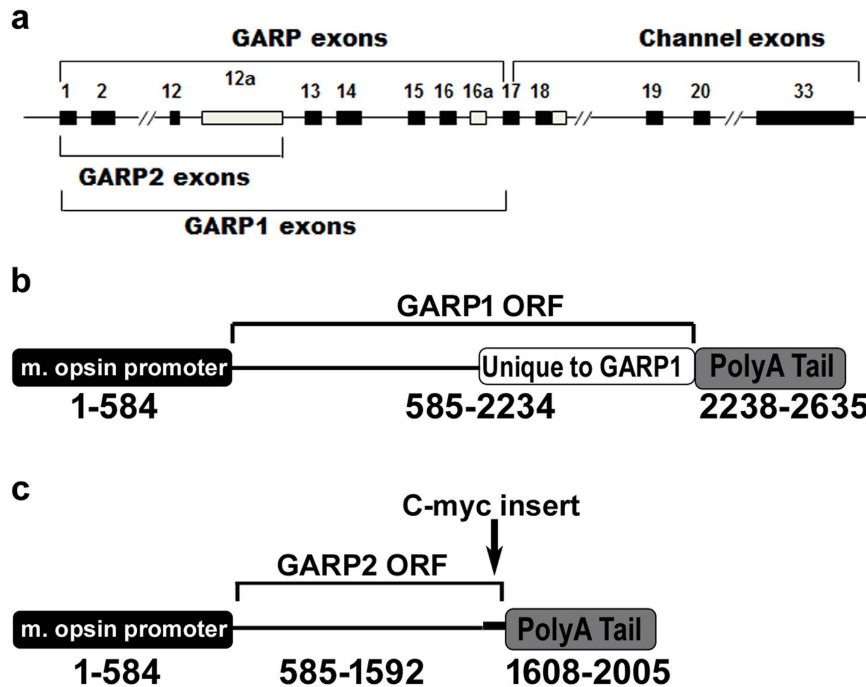 a
GARP exons
Channel exons
1 2 12 12a 13 14 15 16 16a 17 18 19 20 33
GARP2 exons
GARP1 exons
b
GARP1 ORF
m. opsin promoter Unique to GARP1 PolyA Tail
1-584 585-2234 2238-2635
c
C-myc insert
GARP2 ORF
m. opsin promoter PolyA Tail
1-584 585-1592 1608-2005